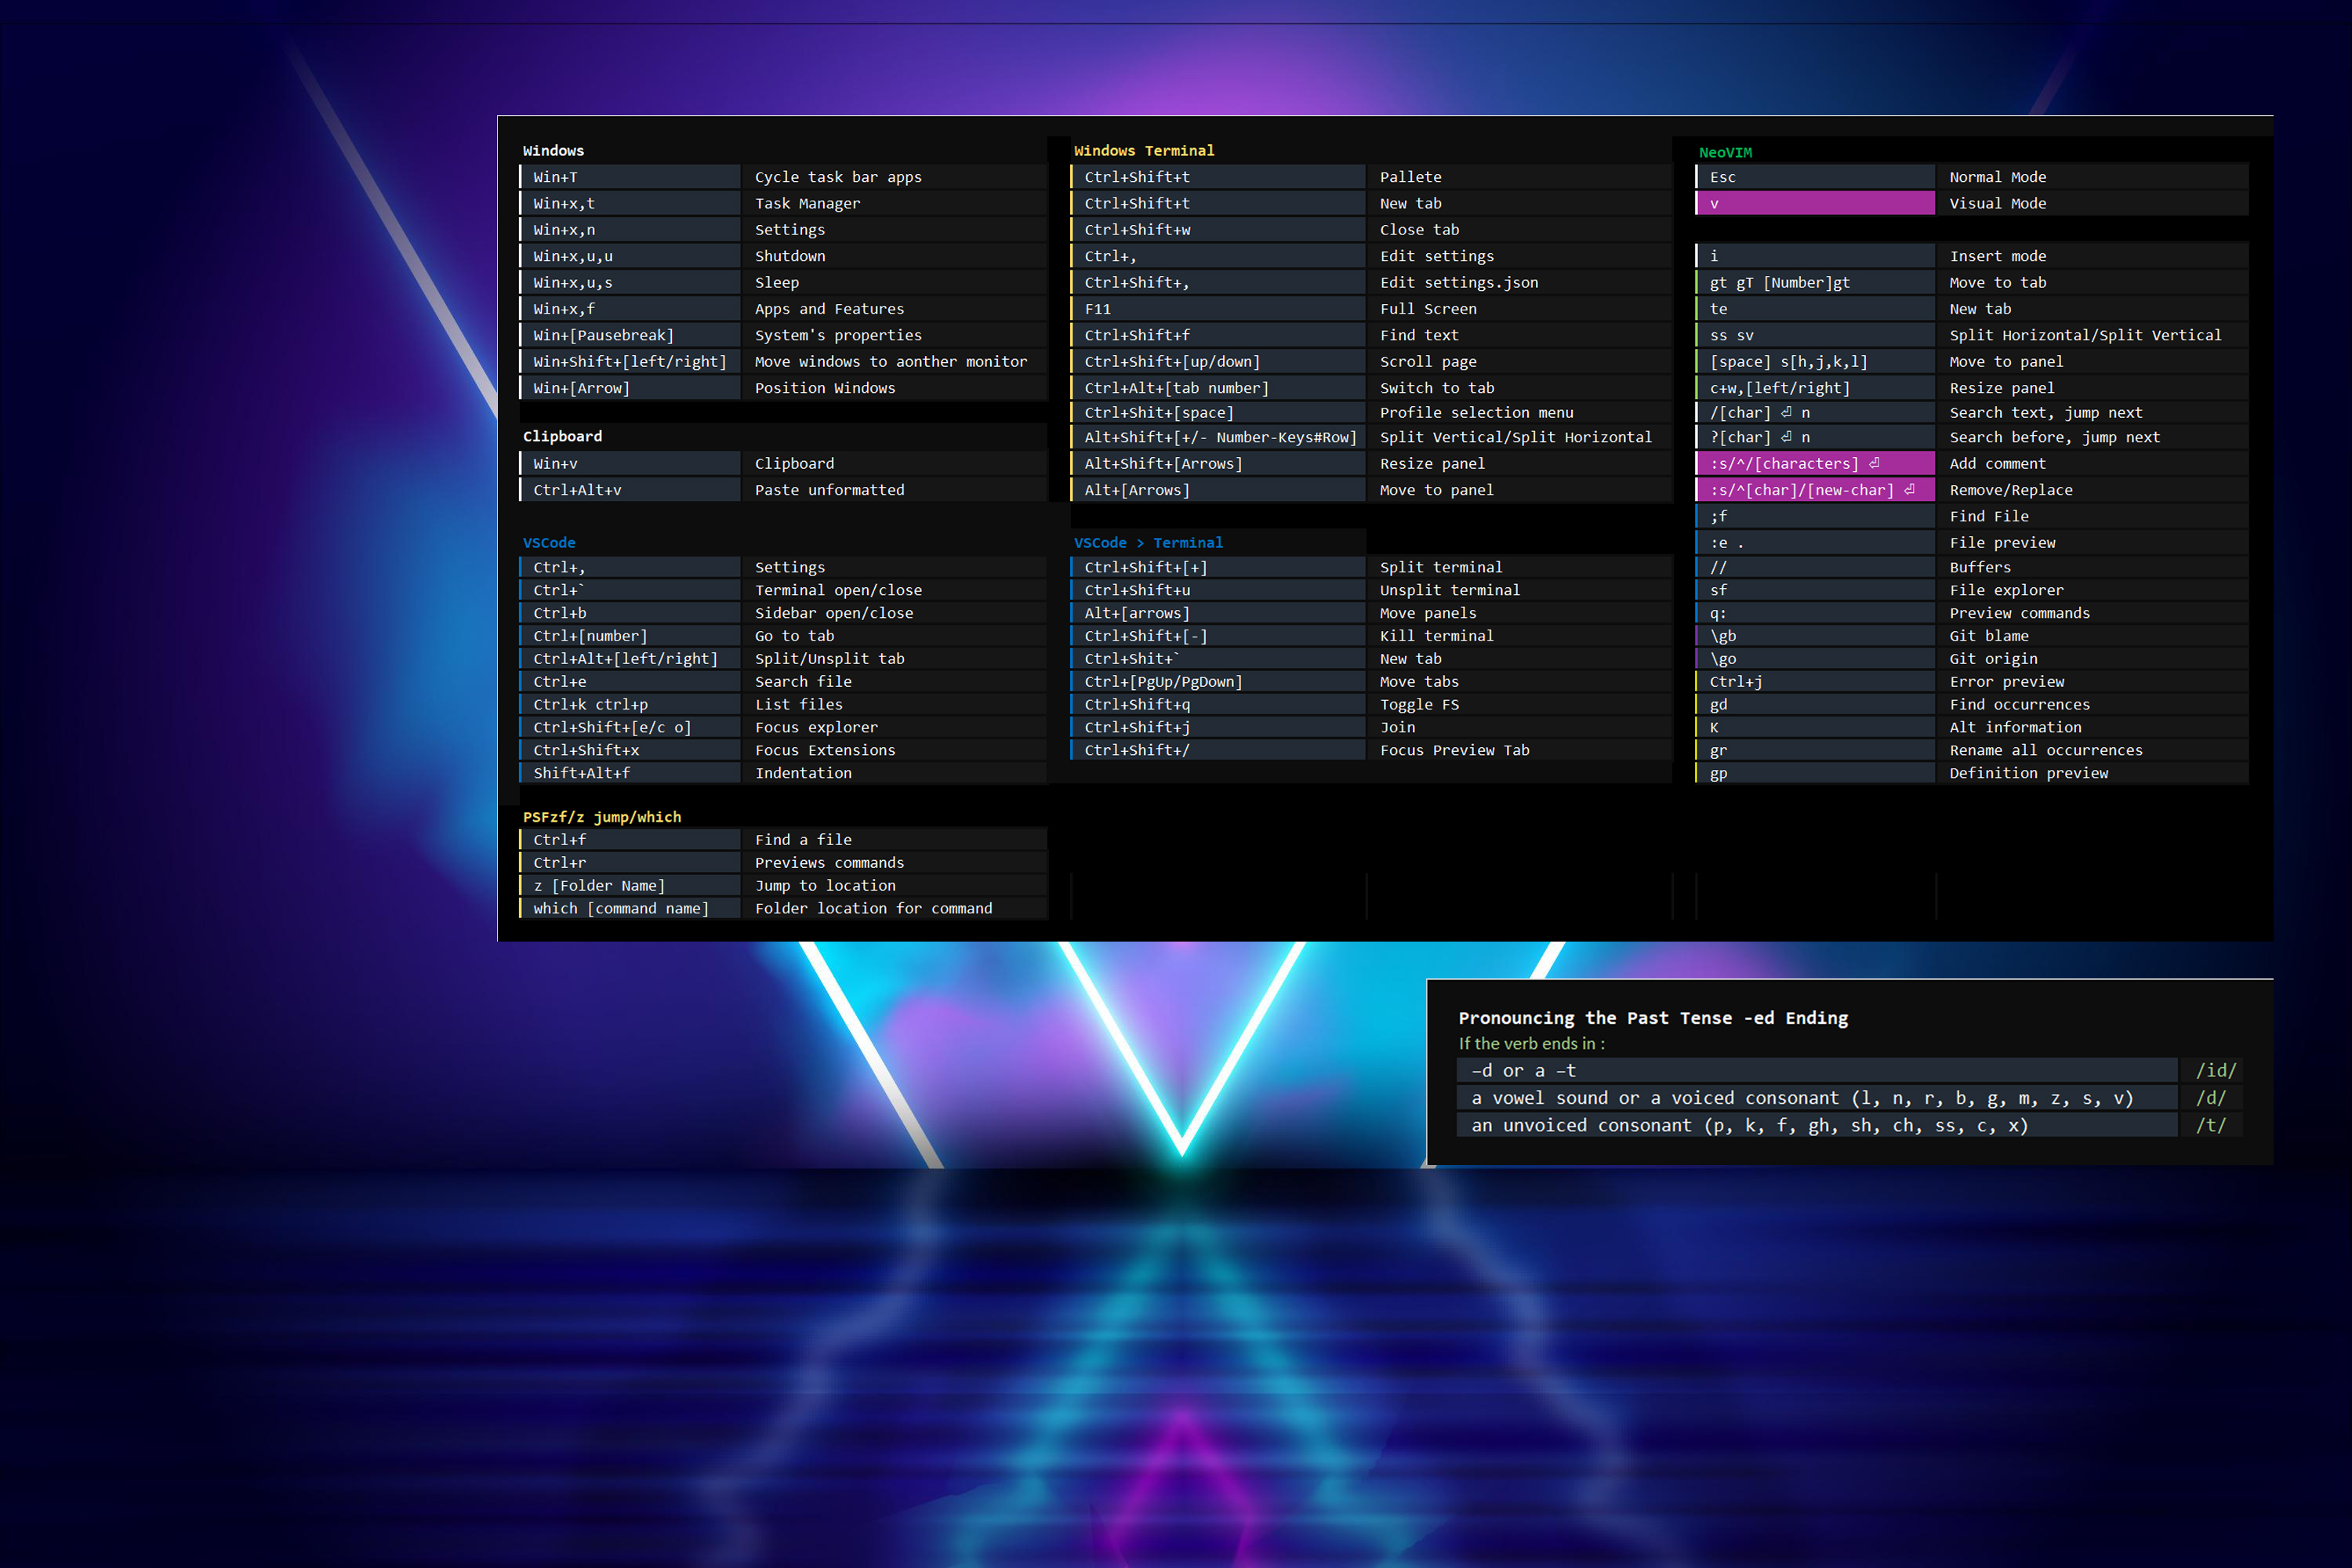 Windows
Win+T Cycle task bar apps
Win+x,t Task Manager
Win+x,n Settings
Win+x,u,u Shutdown
Win+x,u,s Sleep
Win+x,f Apps and Features
Win+[Pausebreak] System's properties
Win+Shift+[left/right] Move windows to aonther monitor
Win+[Arrow] Position Windows
Clipboard
Win+v Clipboard
Ctrl+Alt+v Paste unformatted
VSCode
Ctrl+, Settings
Ctrl+` Terminal open/close
Ctrl+b Sidebar open/close
Ctrl+[number] Go to tab
Ctrl+Alt+[left/right] Split/Unsplit tab
Ctrl+e Search file
Ctrl+k ctrl+p List files
Ctrl+Shift+[e/c o] Focus explorer
Ctrl+Shift+x Focus Extensions
Shift+Alt+f Indentation
PSFzf/z jump/which
Ctrl+f Find a file
Ctrl+r Previews commands
z [Folder Name] Jump to location
which [command name] Folder location for command
Windows Terminal
Ctrl+Shift+t Pallete
Ctrl+Shift+t New tab
Ctrl+Shift+w Close tab
Ctrl+, Edit settings
Ctrl+Shift+, Edit settings.json
F11 Full Screen
Ctrl+Shift+f Find text
Ctrl+Shift+[up/down] Scroll page
Ctrl+Alt+[tab number] Switch to tab
Ctrl+Shit+[space] Profile selection menu
Alt+Shift+[+/- Number-Keys#Row] Split Vertical/Split Horizontal
Alt+Shift+[Arrows] Resize panel
Alt+[Arrows] Move to panel
VSCode > Terminal
Ctrl+Shift+[+] Split terminal
Ctrl+Shift+u Unsplit terminal
Alt+[arrows] Move panels
Ctrl+Shift+[-] Kill terminal
Ctrl+Shit+` New tab
Ctrl+[PgUp/PgDown] Move tabs
Ctrl+Shift+q Toggle FS
Ctrl+Shift+j Join
Ctrl+Shift+/ Focus Preview Tab
NeoVIM
Esc Normal Mode
v Visual Mode
i Insert mode
gt gT [Number]gt Move to tab
te New tab
ss sv Split Horizontal/Split Vertical
[space] s[h,j,k,l] Move to panel
c+w,[left/right] Resize panel
/[char] ⏎ n Search text, jump next
?[char] ⏎ n Search before, jump next
:s/^/[characters] ⏎ Add comment
:s/^[char]/[new-char] ⏎ Remove/Replace
;f Find File
:e . File preview
// Buffers
sf File explorer
q: Preview commands
\gb Git blame
\go Git origin
Ctrl+j Error preview
gd Find occurrences
K Alt information
gr Rename all occurrences
gp Definition preview
Pronouncing the Past Tense -ed Ending
If the verb ends in :
–d or a –t /id/
a vowel sound or a voiced consonant (l, n, r, b, g, m, z, s, v) /d/
an unvoiced consonant (p, k, f, gh, sh, ch, ss, c, x) /t/